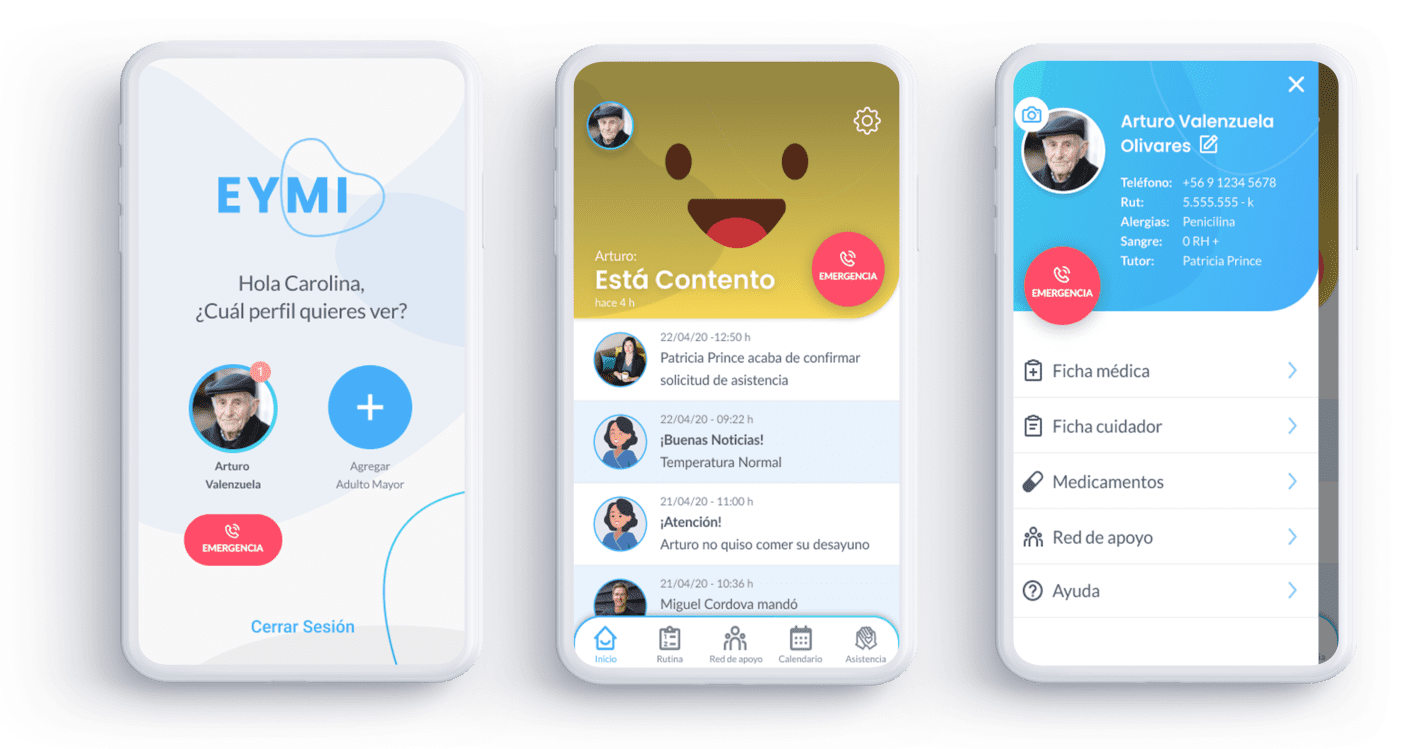 EYMI
Hola Carolina,
¿Cuál perfil quieres ver?
1
Arturo
Valenzuela
Agregar
Adulto Mayor
EMERGENCIA
Cerrar Sesión
Arturo:
Está Contento
hace 4 h
EMERGENCIA
22/04/20 -12:50 h
Patricia Prince acaba de confirmar
solicitud de asistencia
22/04/20 - 09:22 h
¡Buenas Noticias!
Temperatura Normal
21/04/20 - 11:00 h
¡Atención!
Arturo no quiso comer su desayuno
21/04/20 - 10:36 h
Miguel Cordova mandó
Inicio
Rutina
Red de apoyo
Calendario
Asistencia
Arturo Valenzuela
Olivares
Teléfono: +56 9 1234 5678
Rut: 5.555.555 - k
Alergias: Penicilina
Sangre: 0 RH +
Tutor: Patricia Prince
EMERGENCIA
Ficha médica
Ficha cuidador
Medicamentos
Red de apoyo
Ayuda